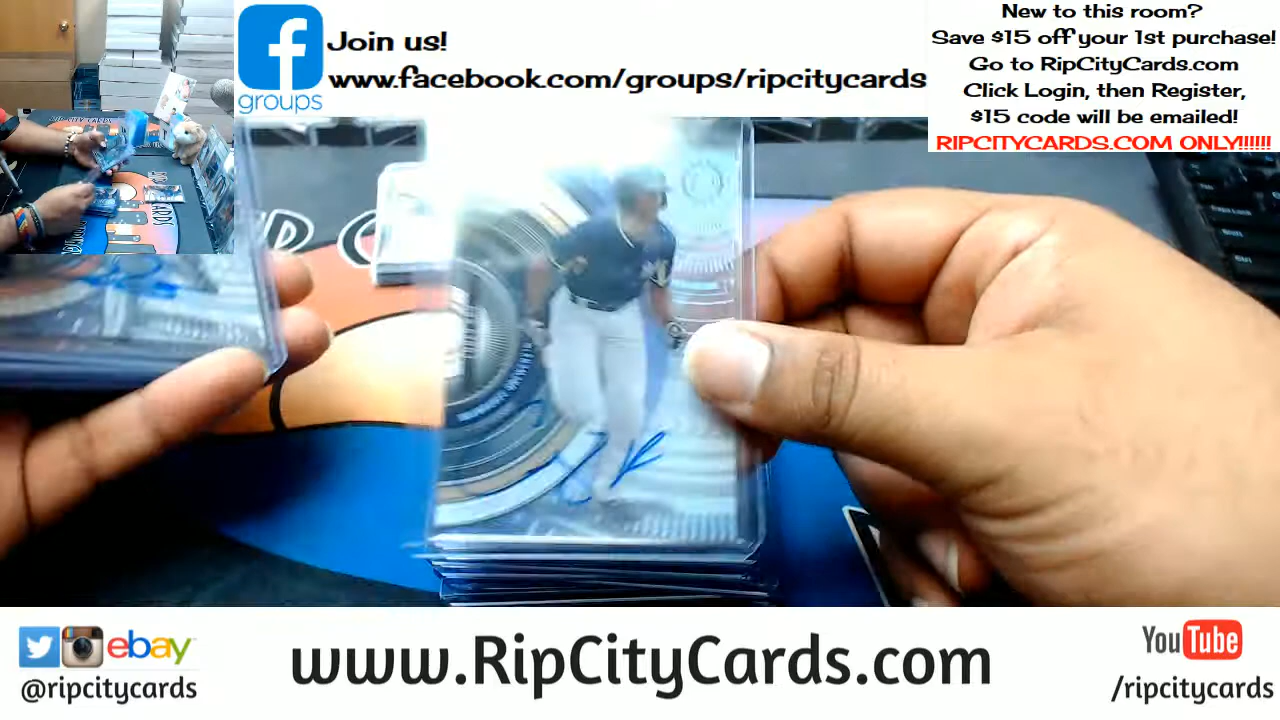 groups
Join us!
www.facebook.com/groups/ripcitycards
New to this room?
Save $15 off your 1st purchase!
Go to RipCityCards.com
Click Login, then Register,
$15 code will be emailed!
RIPCITYCARDS.COM ONLY!!!!!!
ebay
@ripcitycards
www.RipCityCards.com
YouTube
/ripcitycards